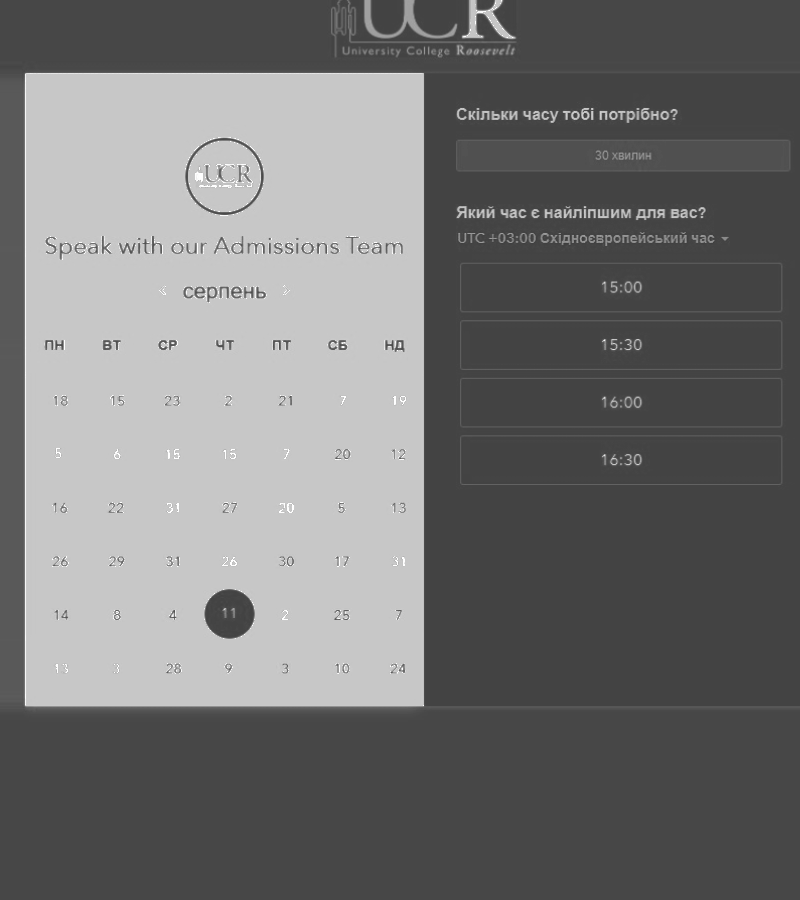 UCR
University College Roosevelt
UCR
Speak with our Admissions Team
серпень
ПН ВТ СР ЧТ ПТ СБ НД
18 15 23 2 21 7 19
5 6 15 15 7 20 12
16 22 31 27 20 5 13
26 29 31 26 30 17 31
14 8 4 11 2 25 7
13 3 28 9 3 10 24
Скільки часу тобі потрібно?
30 хвилин
Який час є найліпшим для вас?
UTC +03:00 Східноєвропейський час
15:00
15:30
16:00
16:30